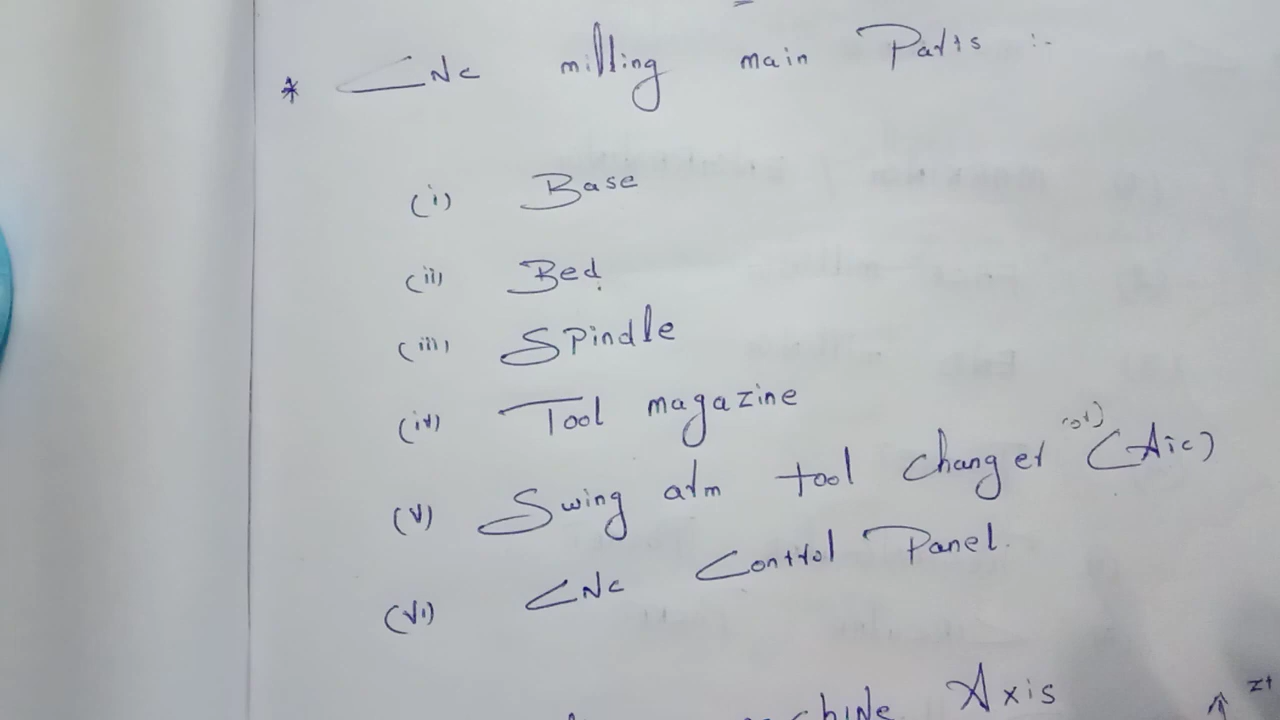 * CNC milling main Parts :-
(i) Base
(ii) Bed
(iii) Spindle
(iv) Tool magazine
(v) Swing arm tool changer (or) (Aic)
(vi) CNC Control Panel.
Axis Z+